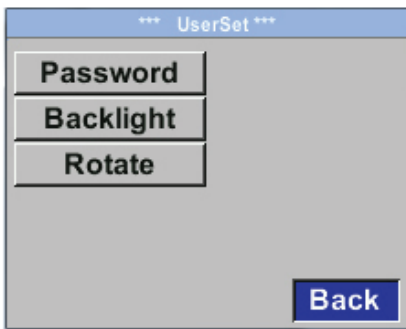 *** UserSet ***
Password
Backlight
Rotate
Back